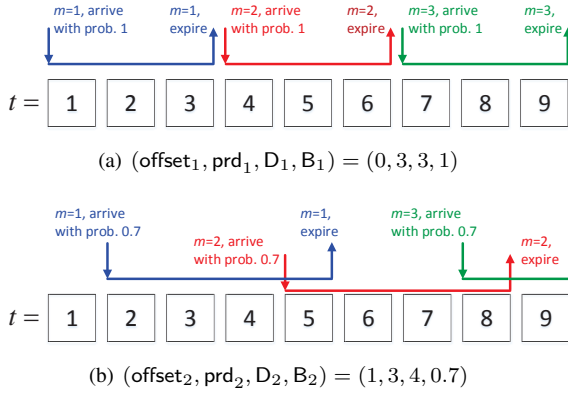 m=1, arrive m=1, m=2, arrive m=2, m=3, arrive m=3,
with prob. 1 expire with prob. 1 expire with prob. 1 expire
t = 1 2 3 4 5 6 7 8 9
(a) (offset₁, prd₁, D₁, B₁) = (0, 3, 3, 1)
m=1, arrive m=1, m=3, arrive
with prob. 0.7 m=2, arrive expire with prob. 0.7 m=2,
with prob. 0.7 expire
t = 1 2 3 4 5 6 7 8 9
(b) (offset₂, prd₂, D₂, B₂) = (1, 3, 4, 0.7)